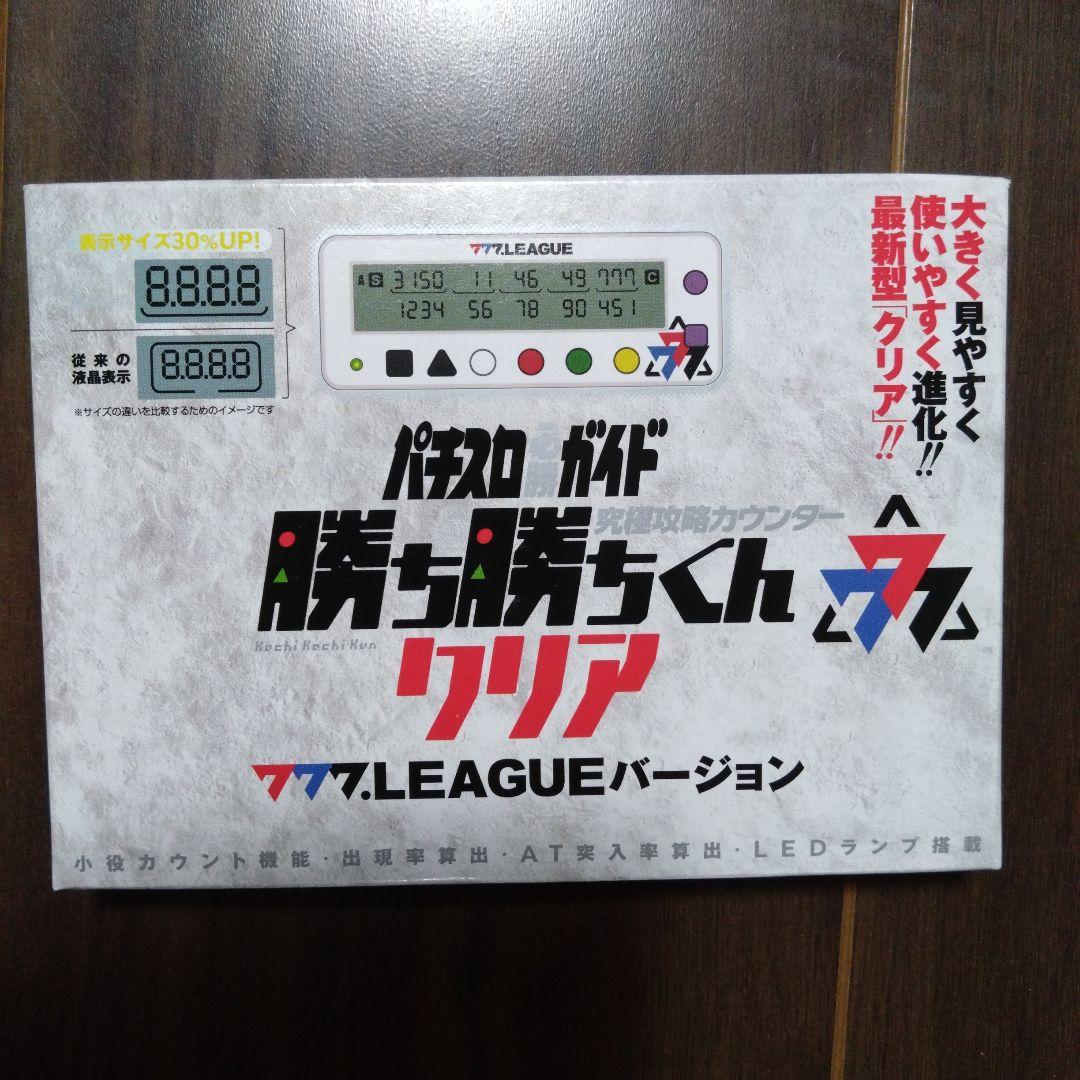 表示サイズ30%UP!
8.8.8.8
従来の
液晶表示
8.8.8.8
※サイズの違いを比較するためのイメージです
777.LEAGUE
A S 3150 11 46 49 777 C
1234 56 78 90 451
777
大きく見やすく
使いやすく進化!!
最新型「クリア」!!
パチスロ必勝ガイド
究極攻略カウンター
勝ち勝ちくん
KachiKachiKun
クリア
777
777.LEAGUEバージョン
小役カウント機能・出現率算出・AT突入率算出・LEDランプ搭載